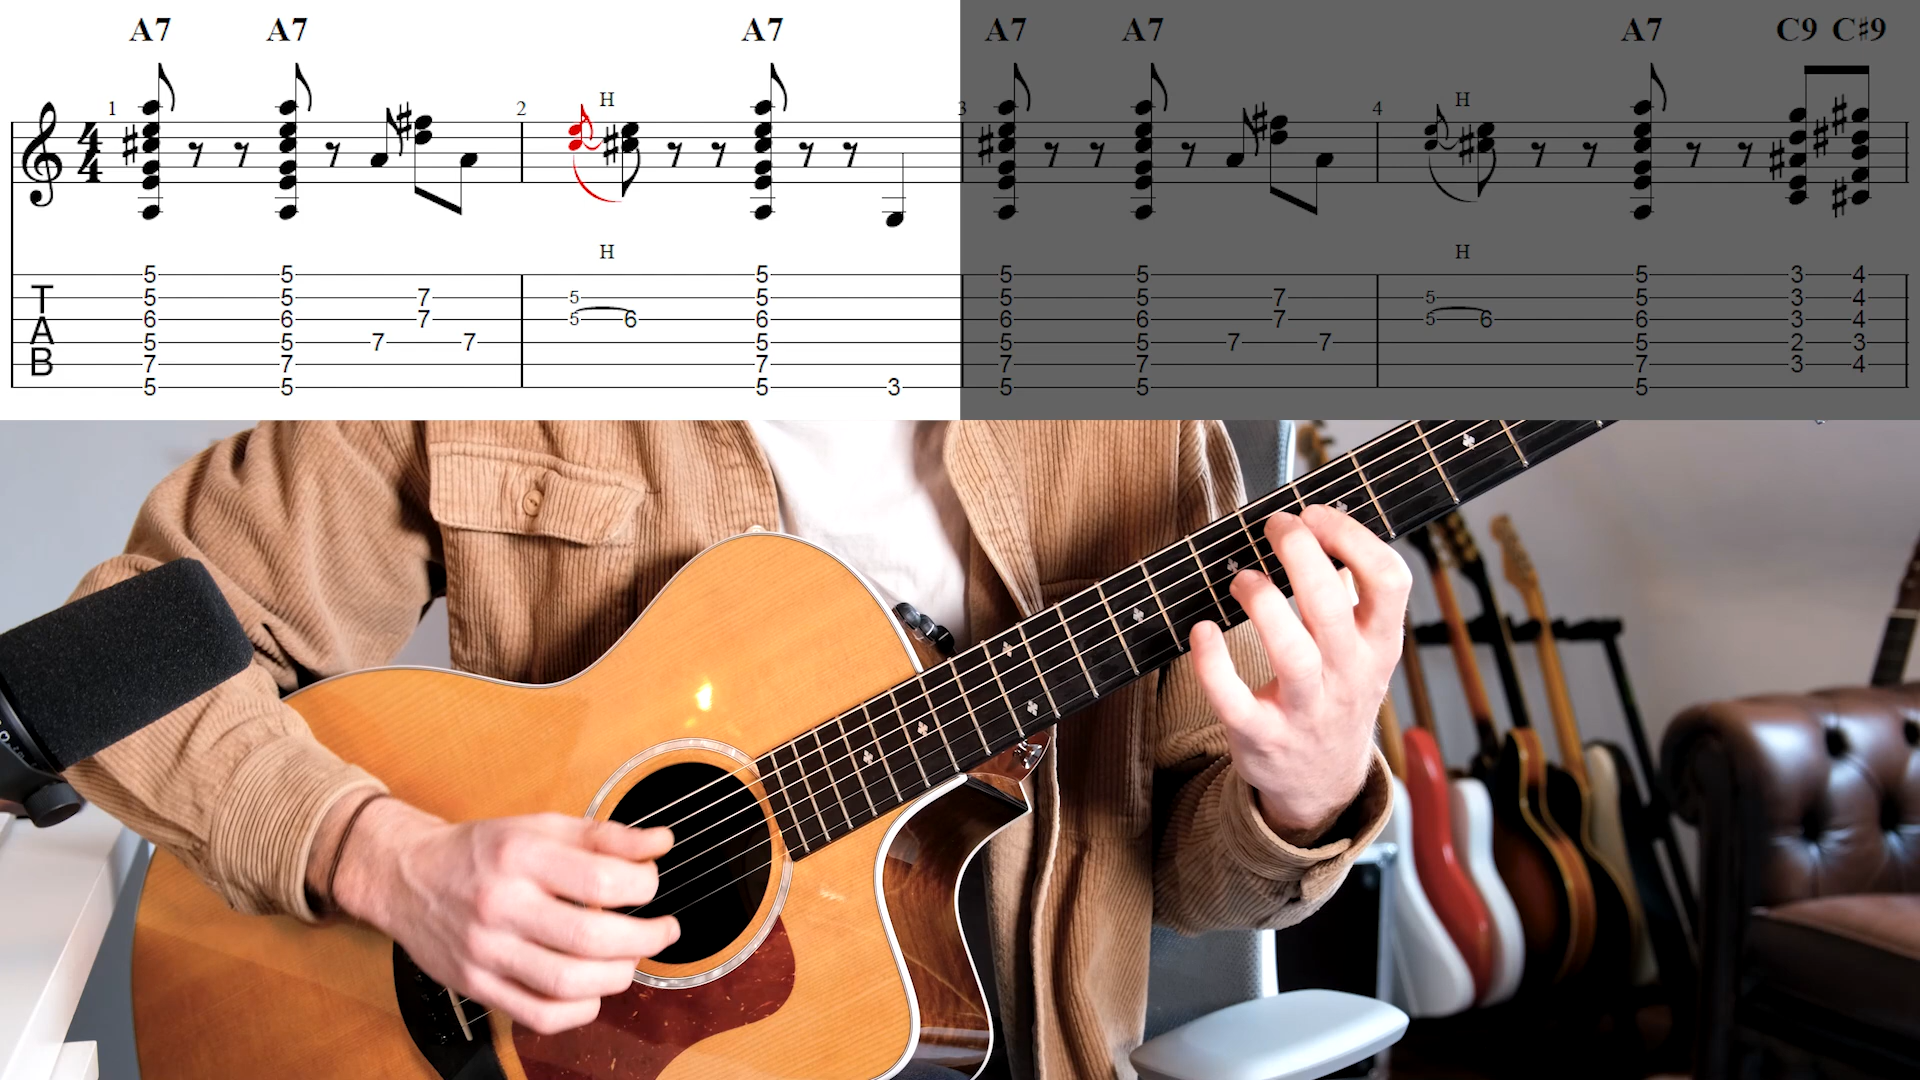 A7 A7 A7 A7 A7 A7 C9 C♯9
1 2 H 3 4 H
4
4
H H
5 5 5 5 5 5 3 4
T 5 5 7 5 5 5 5 7 5 5 3 4
6 6 7 5 6 6 6 6 7 5 6 6 3 4
A 5 5 7 7 5 5 5 7 7 5 2 3
B 7 7 7 7 7 7 3 4
5 5 5 3 5 5 5